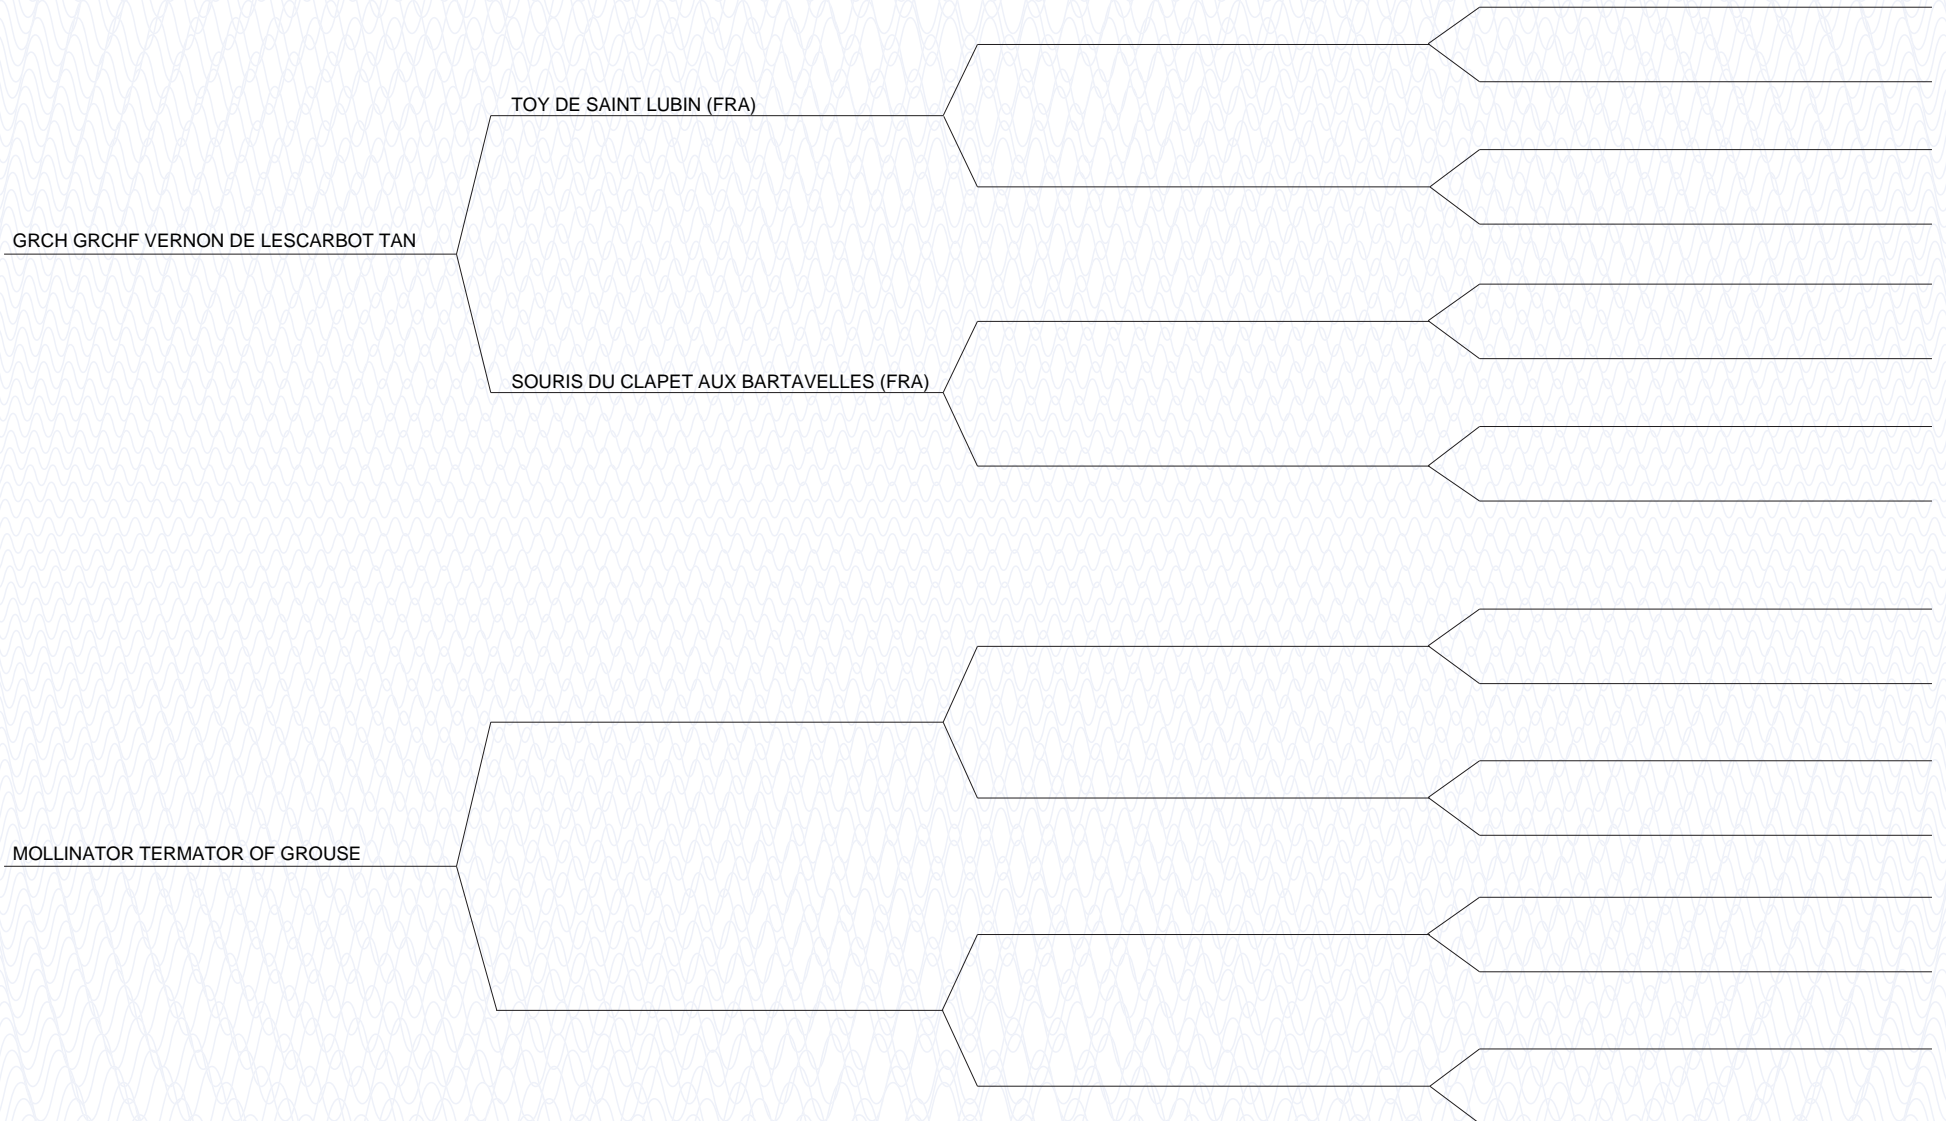 TOY DE SAINT LUBIN (FRA)
GRCH GRCHF VERNON DE LESCARBOT TAN
SOURIS DU CLAPET AUX BARTAVELLES (FRA)
MOLLINATOR TERMATOR OF GROUSE